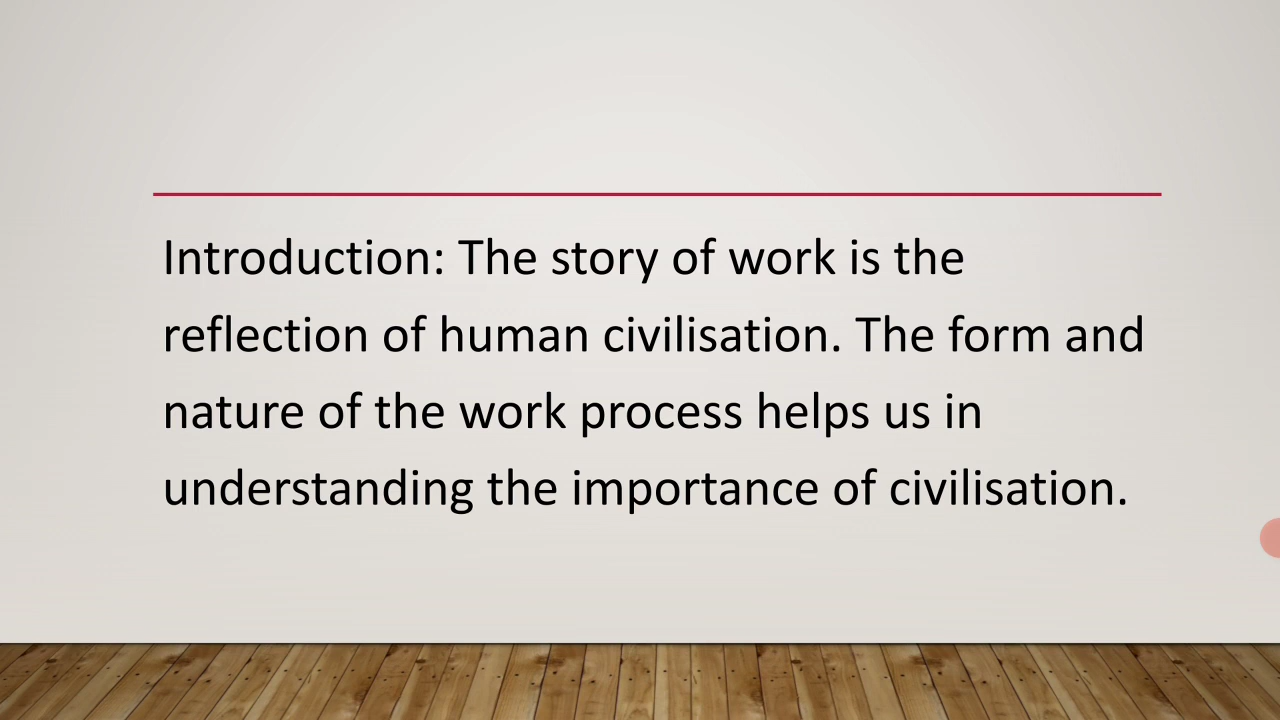 Introduction: The story of work is the
reflection of human civilisation. The form and
nature of the work process helps us in
understanding the importance of civilisation.